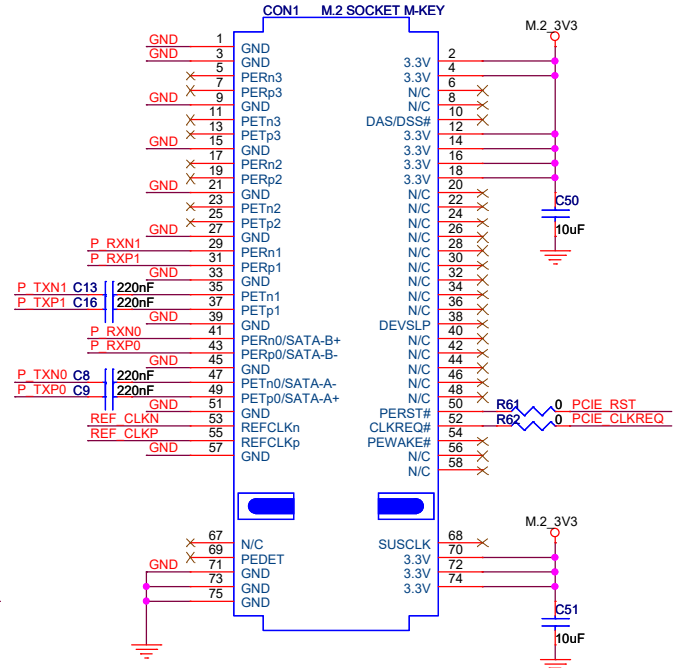 CON1 M.2 SOCKET M-KEY
GND 1 GND
GND 3 GND
5 PERn3
7 PERp3
GND 9 GND
11 PETn3
13 PETp3
GND 15 GND
17 PERn2
19 PERp2
GND 21 GND
23 PETn2
25 PETp2
GND 27 GND
P_RXN1 29 PERn1
P_RXP1 31 PERp1
GND 33 GND
P_TXN1 C13 220nF 35 PETn1
P_TXP1 C16 220nF 37 PETp1
GND 39 GND
P_RXN0 41 PERn0/SATA-B+
P_RXP0 43 PERp0/SATA-B-
GND 45 GND
P_TXN0 C8 220nF 47 PETn0/SATA-A-
P_TXP0 C9 220nF 49 PETp0/SATA-A+
GND 51 GND
REF_CLKN 53 REFCLKn
REF_CLKP 55 REFCLKp
GND 57 GND
67 N/C
69 PEDET
GND 71 GND
73 GND
75 GND
M.2_3V3
3.3V 2
3.3V 4
N/C 6
N/C 8
DAS/DSS# 10
3.3V 12
3.3V 14
3.3V 16
3.3V 18
N/C 20
N/C 22
N/C 24
N/C 26
N/C 28
N/C 30
N/C 32
N/C 34
N/C 36
DEVSLP 38
N/C 40
N/C 42
N/C 44
N/C 46
N/C 48
PERST# 50 R61 0 PCIE_RST
CLKREQ# 52 R62 0 PCIE_CLKREQ
PEWAKE# 54
N/C 56
N/C 58
C50
10uF
M.2_3V3
SUSCLK 68
3.3V 70
3.3V 72
3.3V 74
C51
10uF